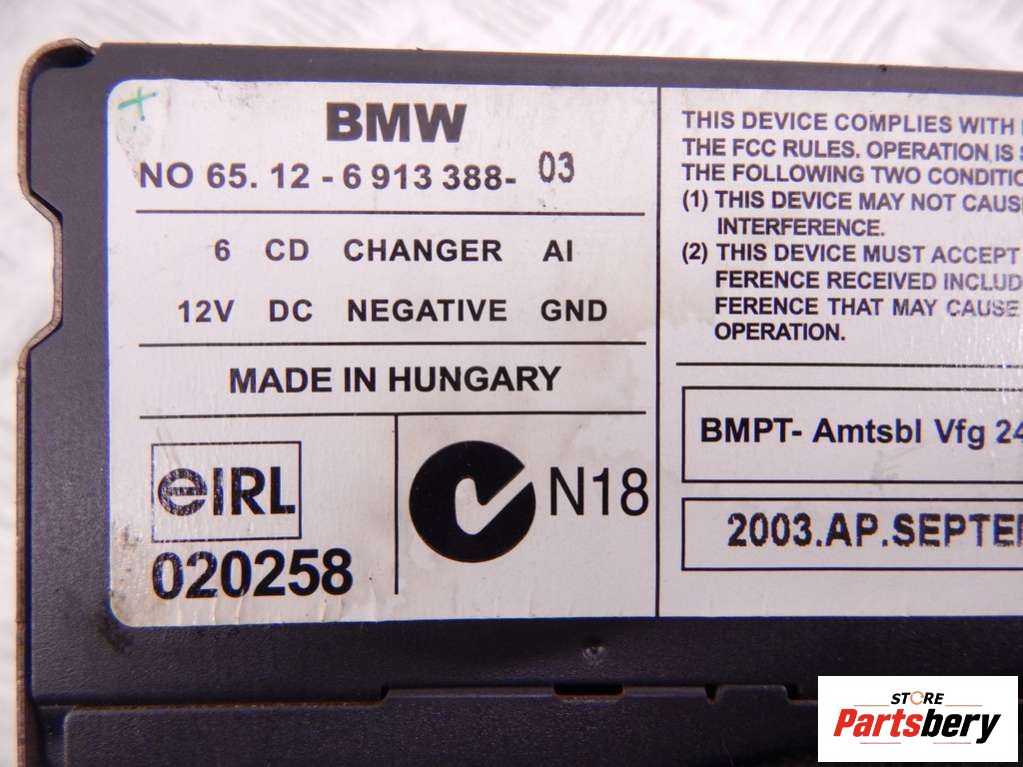 BMW
NO 65. 12 - 6 913 388- 03
6 CD CHANGER AI
12V DC NEGATIVE GND
MADE IN HUNGARY
eIRL
020258
N18
THIS DEVICE COMPLIES WITH
THE FCC RULES. OPERATION IS
THE FOLLOWING TWO CONDITIO
(1) THIS DEVICE MAY NOT CAUS
INTERFERENCE.
(2) THIS DEVICE MUST ACCEPT
FERENCE RECEIVED INCLUD
FERENCE THAT MAY CAUSE
OPERATION.
BMPT- Amtsbl Vfg 24
2003.AP.SEPTE
STORE
Partsbery